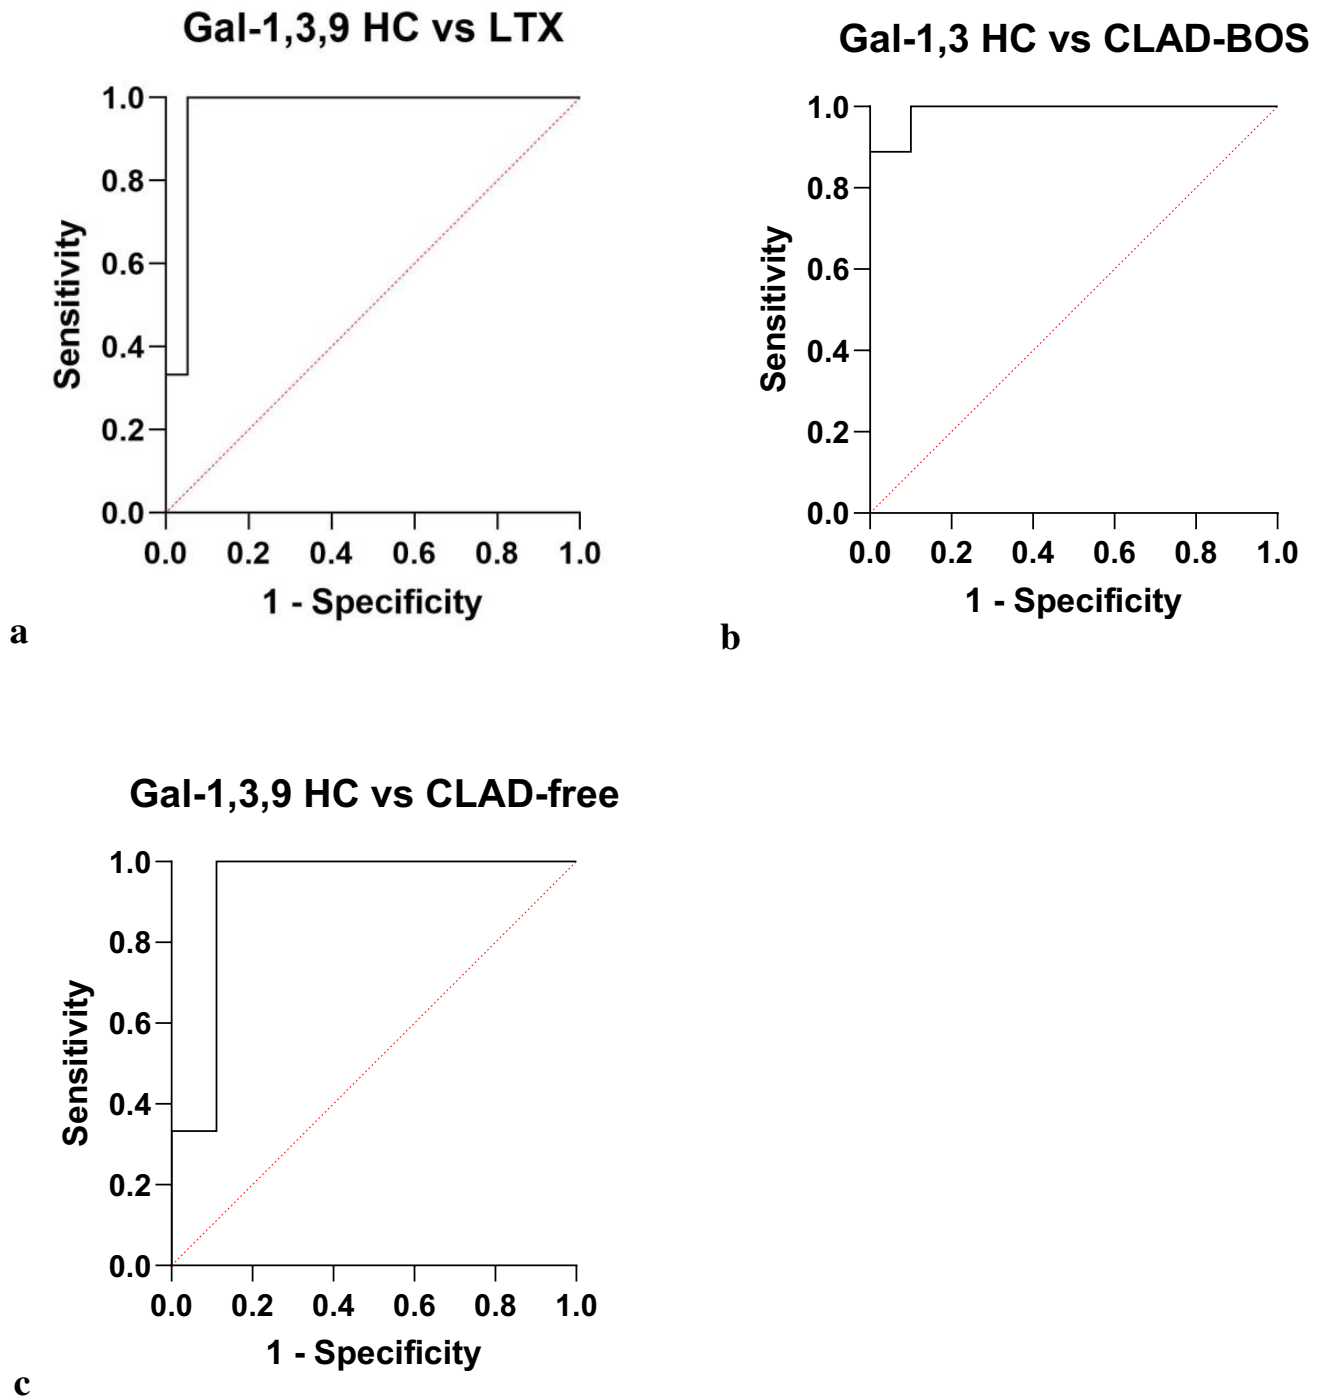 Gal-1,3,9 HC vs LTX
1.0
0.8
0.6
0.4
0.2
0.0
Sensitivity
0.0 0.2 0.4 0.6 0.8 1.0
1 - Specificity
a
Gal-1,3 HC vs CLAD-BOS
1.0
0.8
0.6
0.4
0.2
0.0
Sensitivity
0.0 0.2 0.4 0.6 0.8 1.0
1 - Specificity
b
Gal-1,3,9 HC vs CLAD-free
1.0
0.8
0.6
0.4
0.2
0.0
Sensitivity
0.0 0.2 0.4 0.6 0.8 1.0
1 - Specificity
c